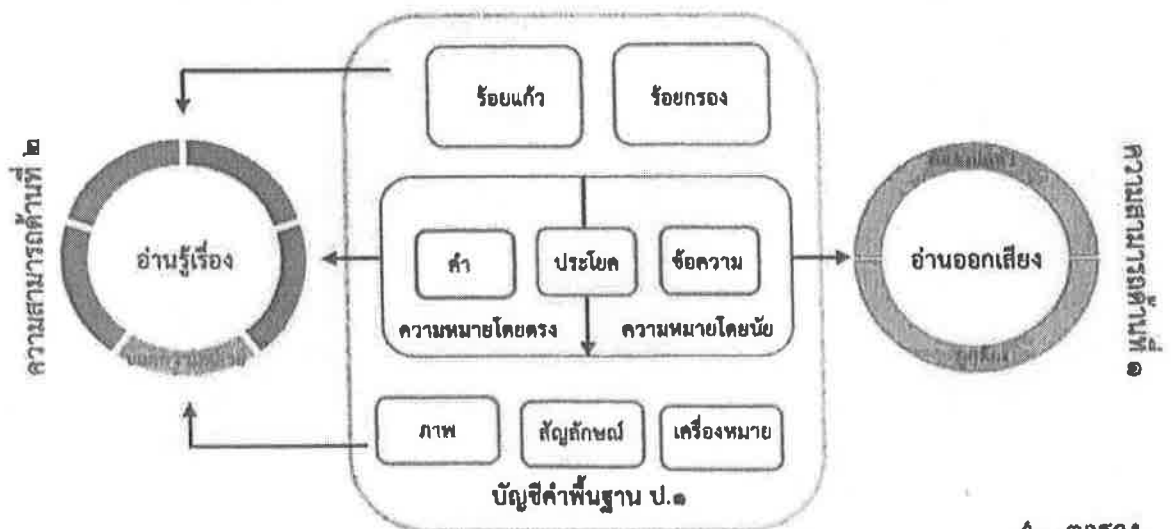 ร้อยแก้ว
ร้อยกรอง
ความสามารถด้านที่ ๒
อ่านรู้เรื่อง
คำ
ประโยค
ข้อความ
ความหมายโดยตรง
ความหมายโดยนัย
อ่านออกเสียง
ความสามารถด้านที่ ๑
ภาพ
สัญลักษณ์
เครื่องหมาย
บัญชีคำพื้นฐาน ป.๑